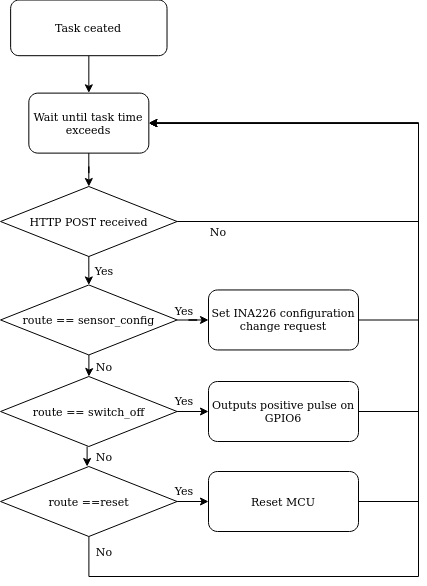 Task ceated
Wait until task time
exceeds
HTTP POST received
No
Yes
route == sensor_config
Yes
Set INA226 configuration
change request
No
route == switch_off
Yes
Outputs positive pulse on
GPIO6
No
route ==reset
Yes
Reset MCU
No